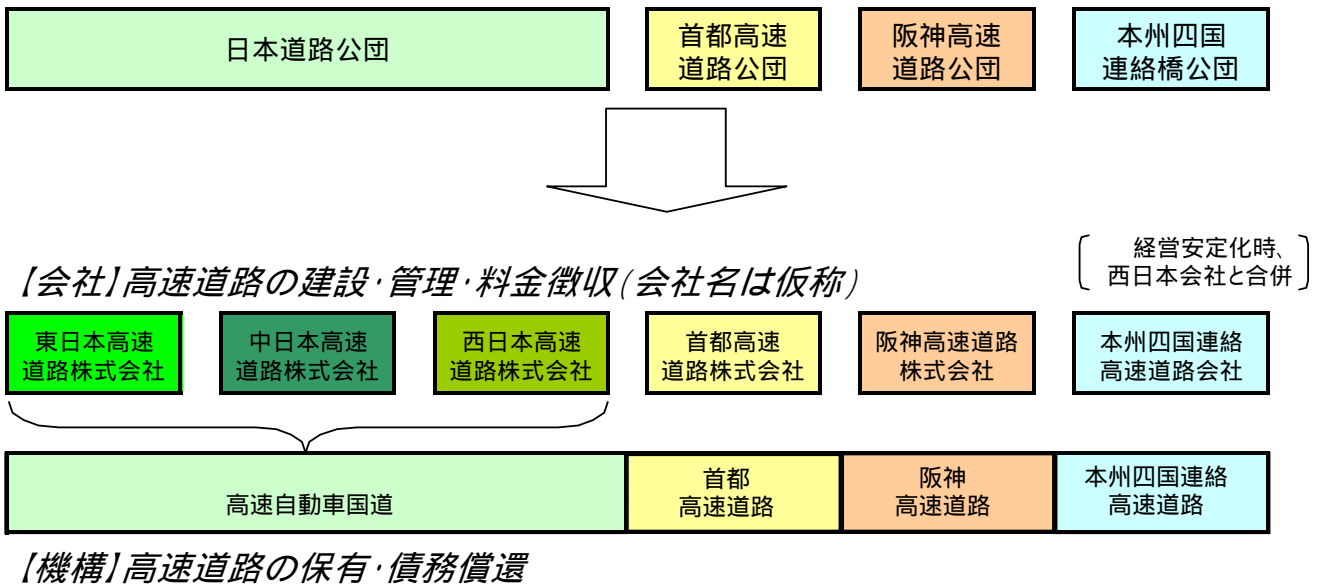 日本道路公団
首都高速
道路公団
阪神高速
道路公団
本州四国
連絡橋公団
経営安定化時、
西日本会社と合併
【会社】高速道路の建設・管理・料金徴収(会社名は仮称)
東日本高速
道路株式会社
中日本高速
道路株式会社
西日本高速
道路株式会社
首都高速
道路株式会社
阪神高速道路
株式会社
本州四国連絡
高速道路会社
高速自動車国道
首都
高速道路
阪神
高速道路
本州四国連絡
高速道路
【機構】高速道路の保有・債務償還